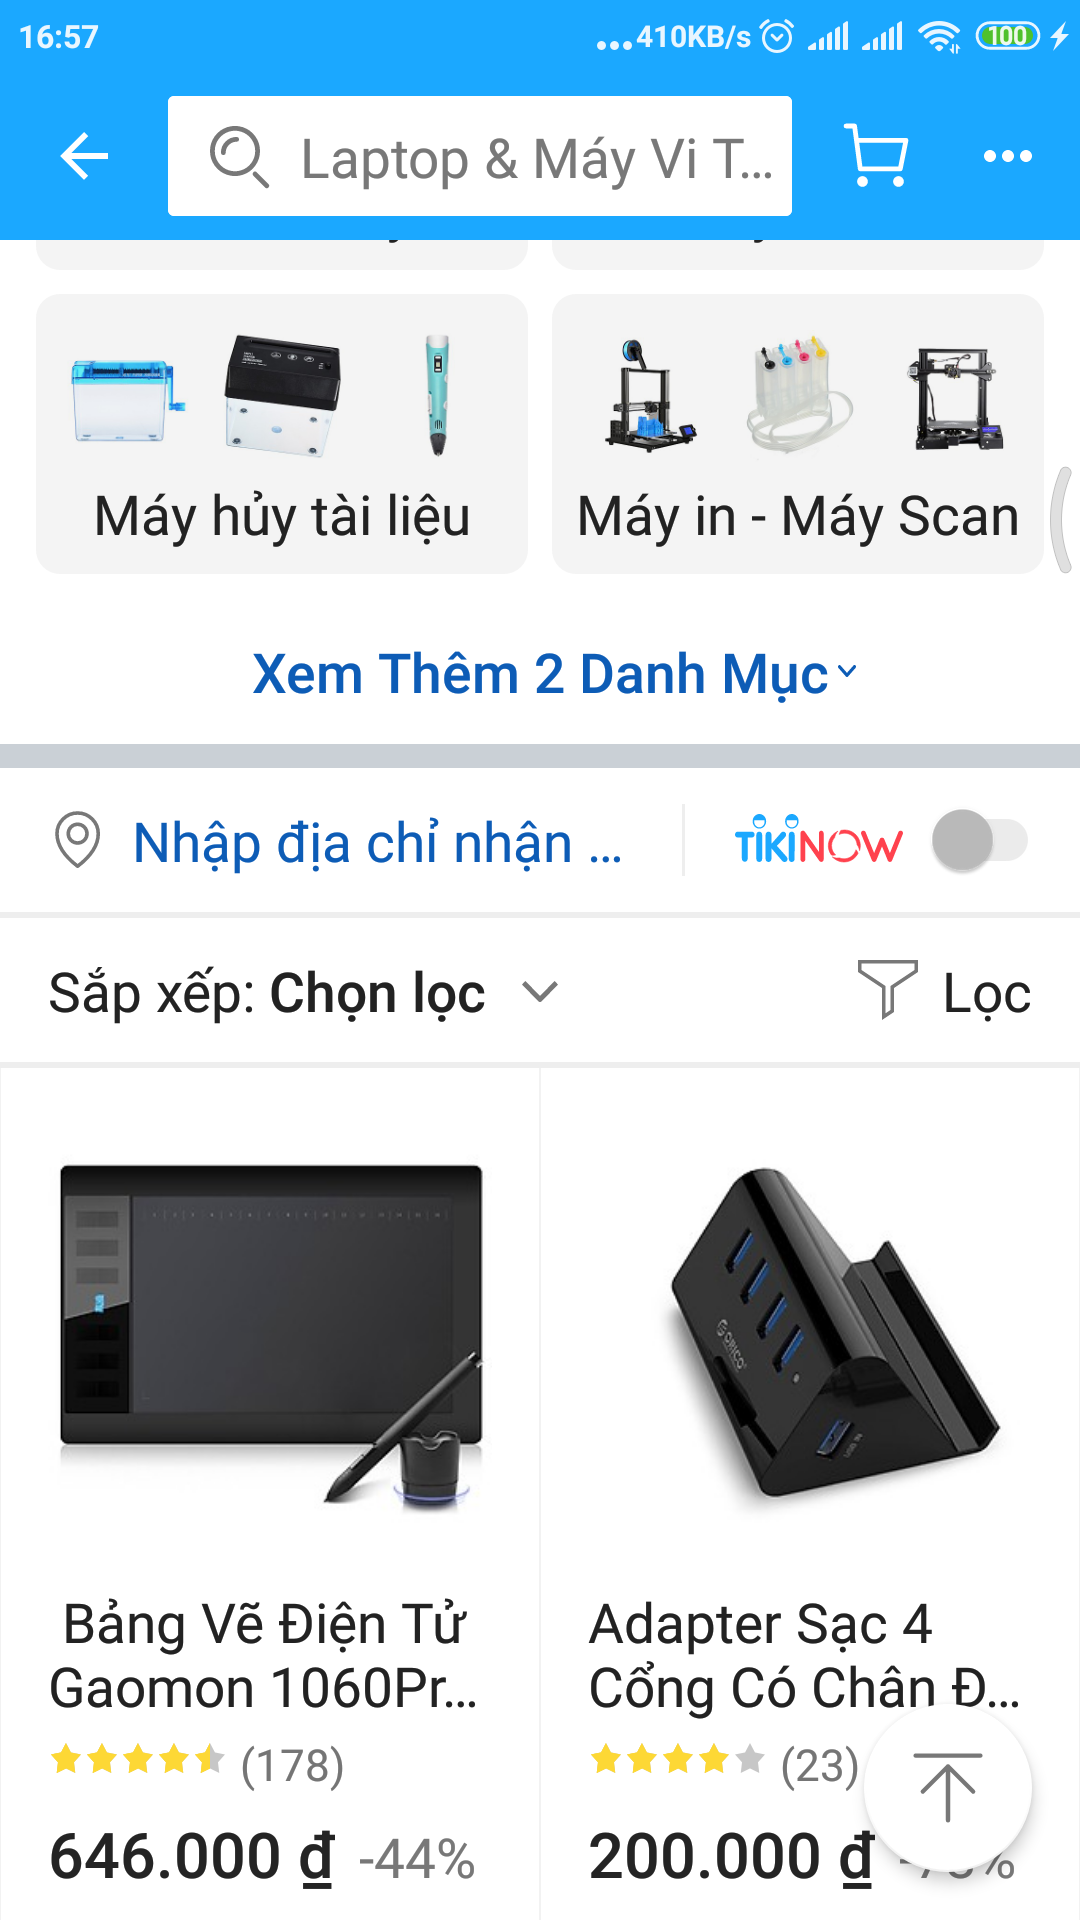 16:57
...410KB/s
100
Laptop & Máy Vi T...
Máy hủy tài liệu
Máy in - Máy Scan
Xem Thêm 2 Danh Mục
Nhập địa chỉ nhận ...
TIKINOW
Sắp xếp: Chọn lọc
Lọc
ORICO
Bảng Vẽ Điện Tử
Gaomon 1060Pr...
(178)
646.000 ₫ -44%
Adapter Sạc 4
Cổng Có Chân Đ...
(23)
200.000 ₫